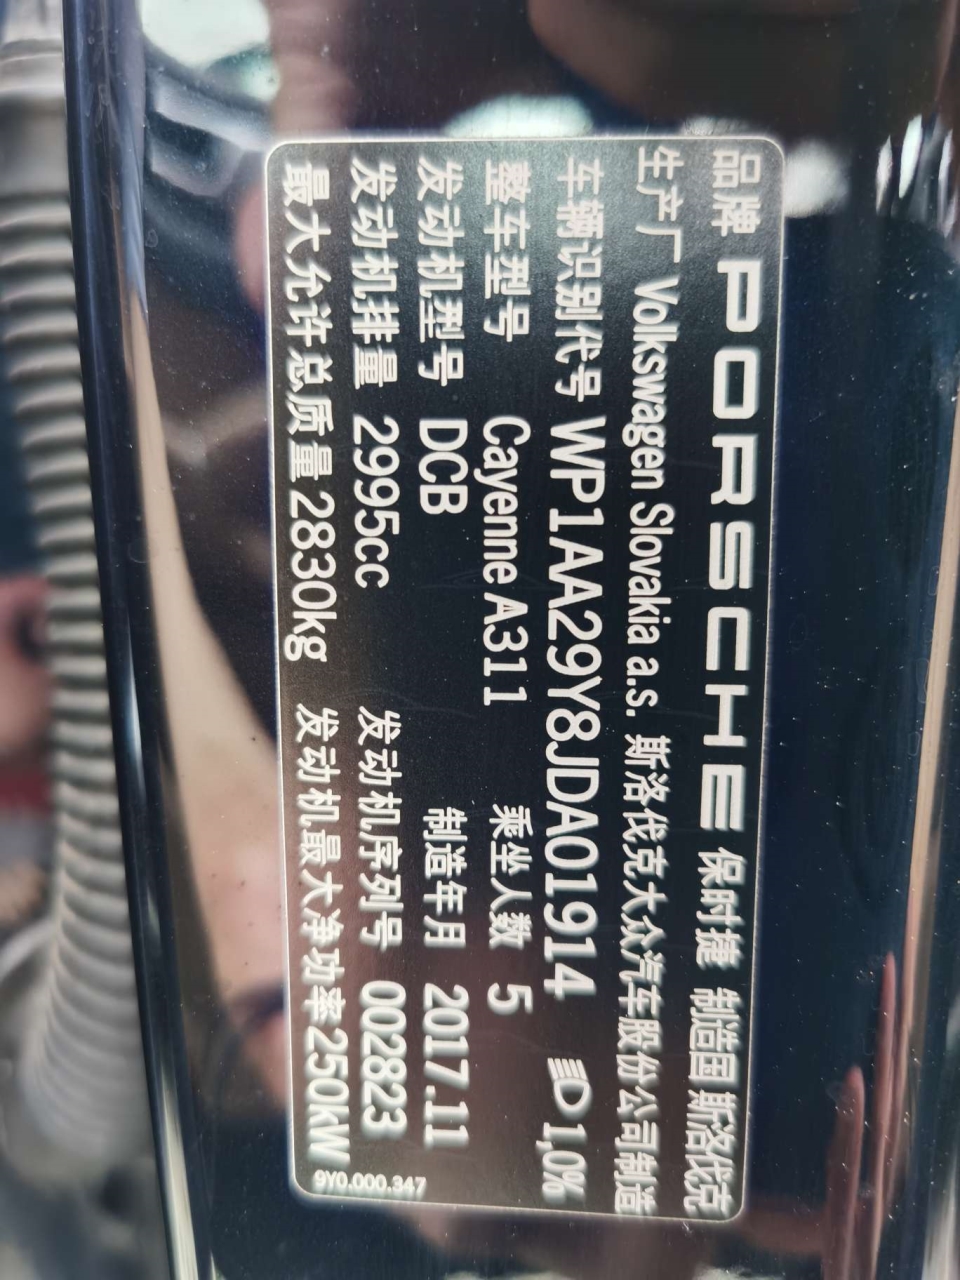 品牌 PORSCHE 保时捷 制造国 斯洛伐克
生产厂 Volkswagen Slovakia a.s. 斯洛伐克大众汽车股份公司制造
车辆识别代号 WP1AA29Y8JDA01914 1,0%
整车型号 Cayenne A311 乘坐人数 5
发动机型号 DCB 制造年月 2017.11
发动机排量 2995cc 发动机序列号 002823
最大允许总质量 2830kg 发动机最大净功率 250kW
9Y0.000.347